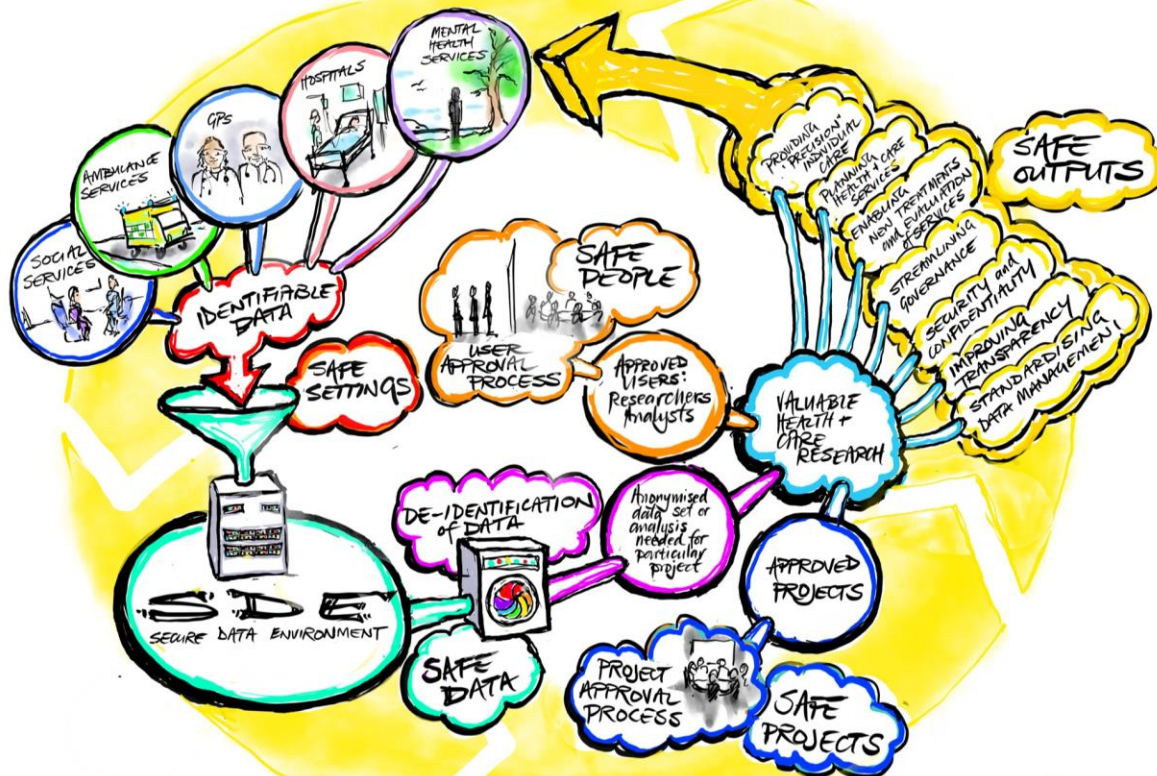 MENTAL
HEALTH
SERVICES
HOSPITALS
GPs
AMBULANCE
SERVICES
SOCIAL
SERVICES
IDENTIFIABLE
DATA
SAFE
SETTINGS
SDE
SECURE DATA ENVIRONMENT
DE-IDENTIFICATION
of DATA
SAFE
DATA
Anonymised
data set or
analysis
needed for
particular
project
SAFE
PEOPLE
USER
APPROVAL
PROCESS
APPROVED
USERS:
Researchers
Analysts
VALUABLE
HEALTH +
CARE
RESEARCH
APPROVED
PROJECTS
PROJECT
APPROVAL
PROCESS
SAFE
PROJECTS
PROVIDING
"PRECISION"
INDIVIDUAL
CARE
PLANNING
HEALTH + CARE
SERVICES
ENABLING
NEW TREATMENTS
and EVALUATION
of SERVICES
STREAMLINING
GOVERNANCE
SECURITY and
CONFIDENTIALITY
IMPROVING
TRANSPARENCY
STANDARDISING
DATA MANAGEMENT
SAFE
OUTPUTS